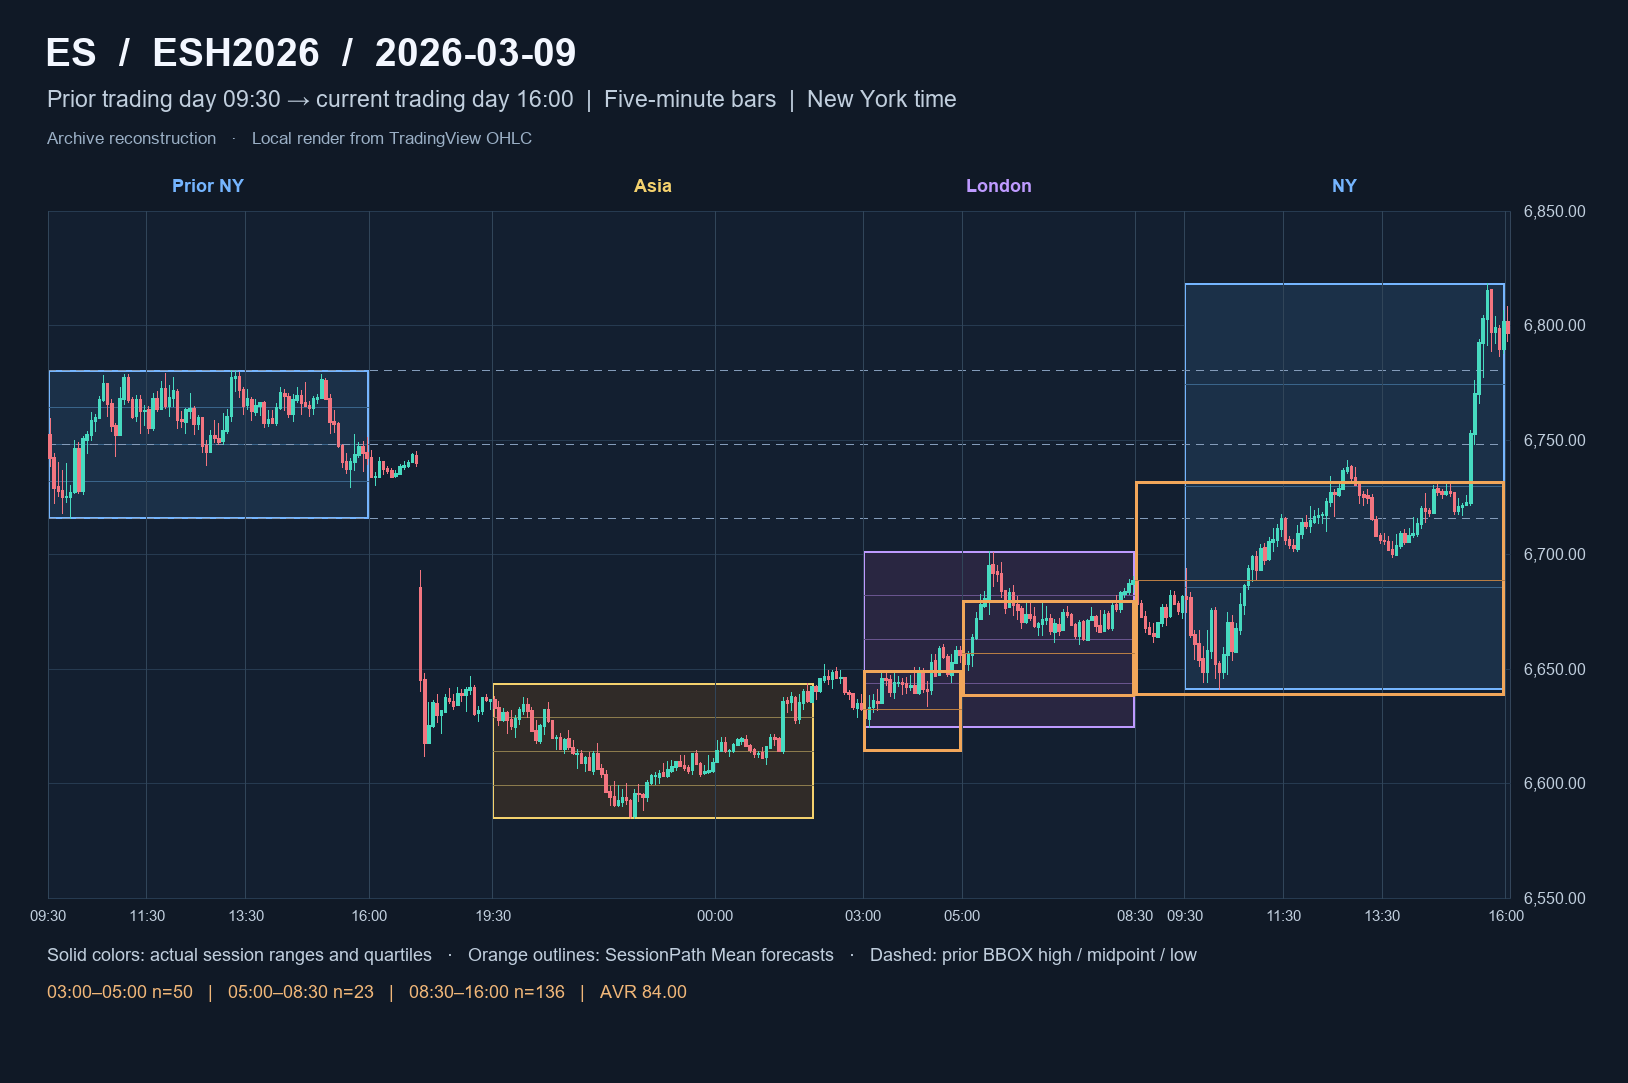 ES / ESH2026 / 2026-03-09
Prior trading day 09:30 → current trading day 16:00 | Five-minute bars | New York time
Archive reconstruction · Local render from TradingView OHLC
Prior NY Asia London NY
6,850.00
6,800.00
6,750.00
6,700.00
6,650.00
6,600.00
6,550.00
09:30 11:30 13:30 16:00 19:30 00:00 03:00 05:00 08:30 09:30 11:30 13:30 16:00
Solid colors: actual session ranges and quartiles · Orange outlines: SessionPath Mean forecasts · Dashed: prior BBOX high / midpoint / low
03:00–05:00 n=50 | 05:00–08:30 n=23 | 08:30–16:00 n=136 | AVR 84.00